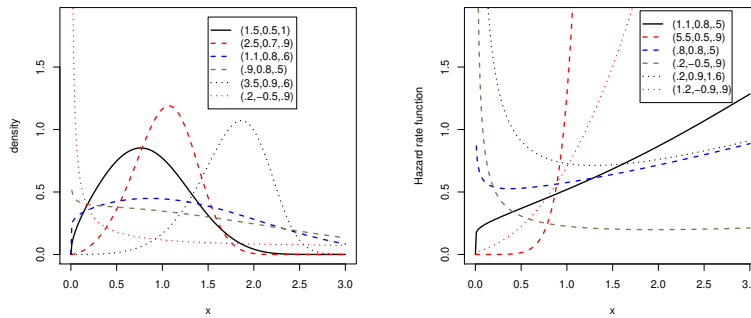 density
0.0 0.5 1.0 1.5
0.0 0.5 1.0 1.5 2.0 2.5 3.0
x
(1.5,0.5,1)
(2.5,0.7,.9)
(1.1,0.8,.6)
(.9,0.8,.5)
(3.5,0.9,.6)
(.2,−0.5,.9)
Hazard rate function
0.0 0.5 1.0 1.5
0.0 0.5 1.0 1.5 2.0 2.5 3.
x
(1.1,0.8,.5)
(5.5,0.5,.9)
(.8,0.8,.5)
(.2,−0.5,.9)
(.2,0.9,1.6)
(1.2,−0.9,.9)